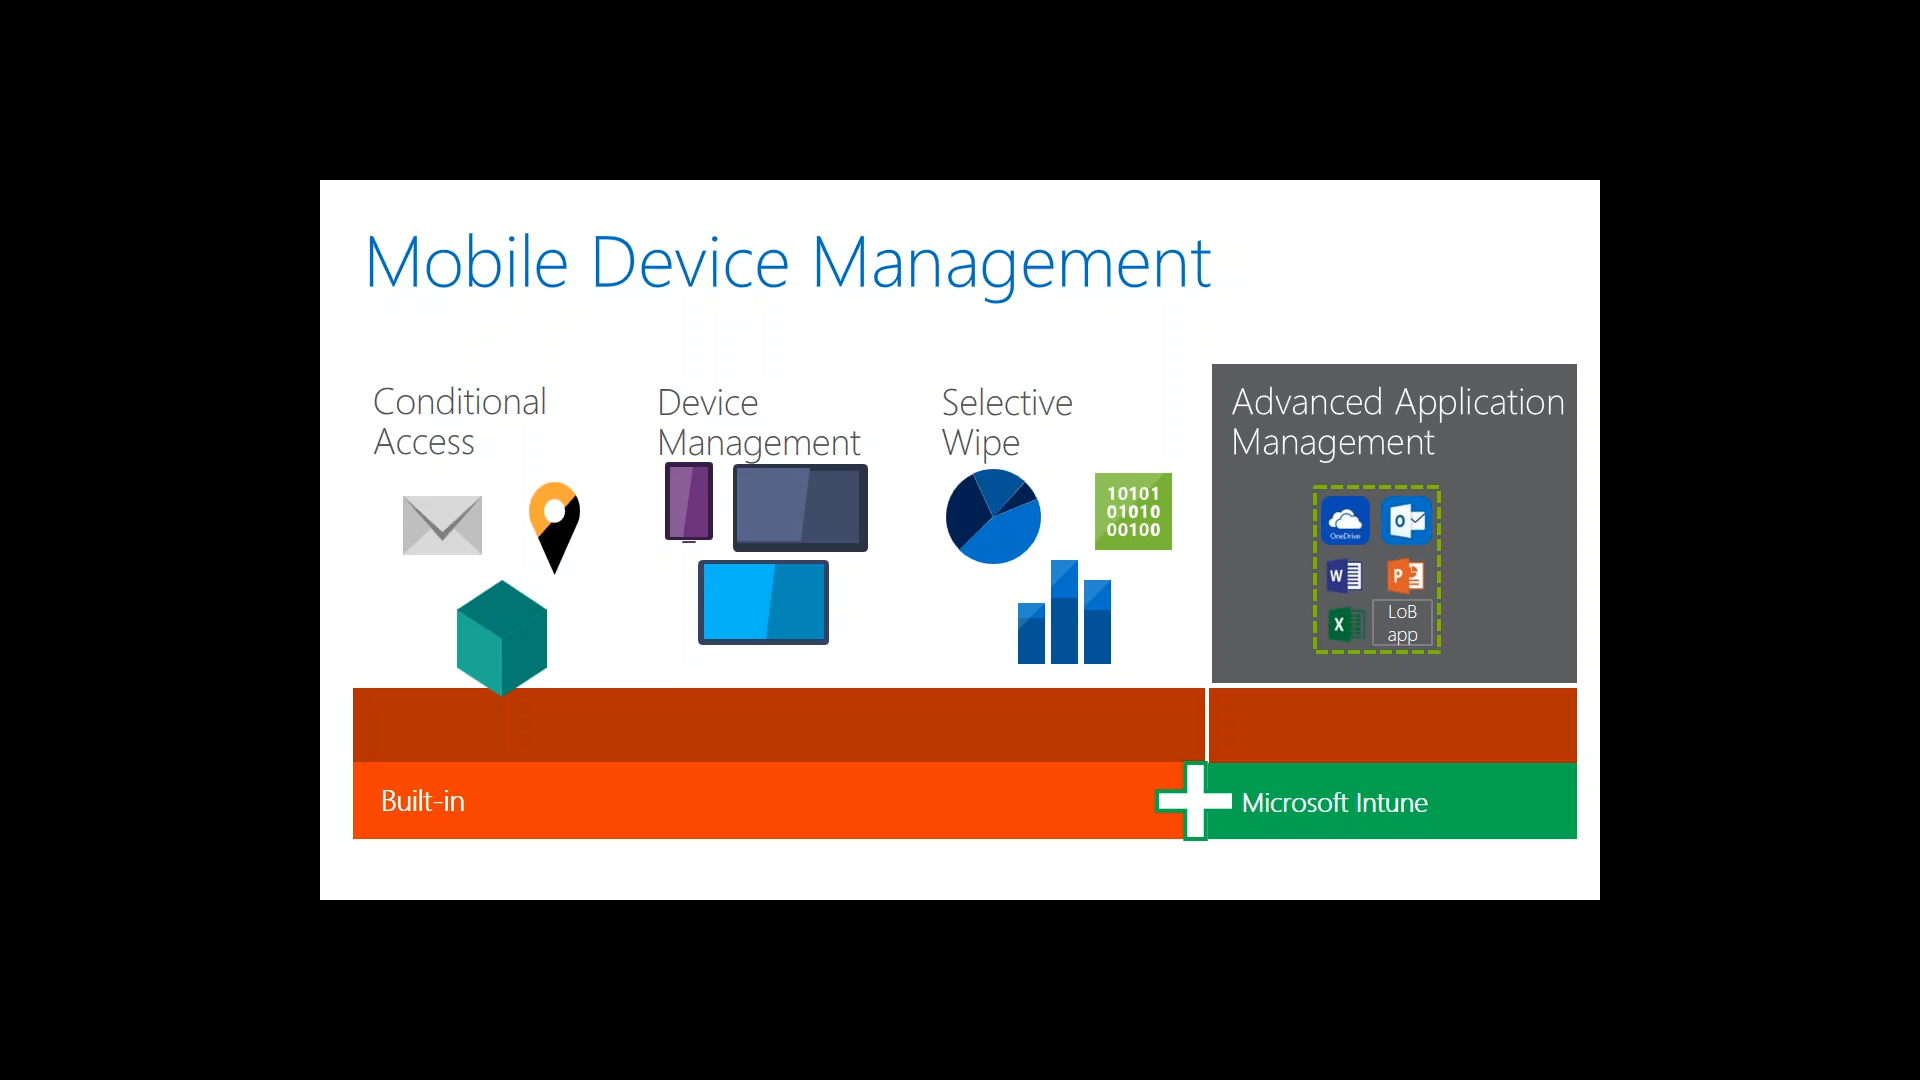 Mobile Device Management
Conditional
Access
Device
Management
Selective
Wipe
10101
01010
00100
Advanced Application
Management
OneDrive
O
W
P
X
LoB
app
Built-in
Microsoft Intune